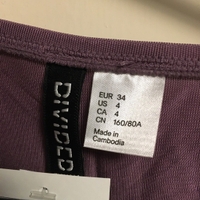 DIVIDED
EUR 34
US 4
CA 4
CN 160/80A
Made in
Cambodia